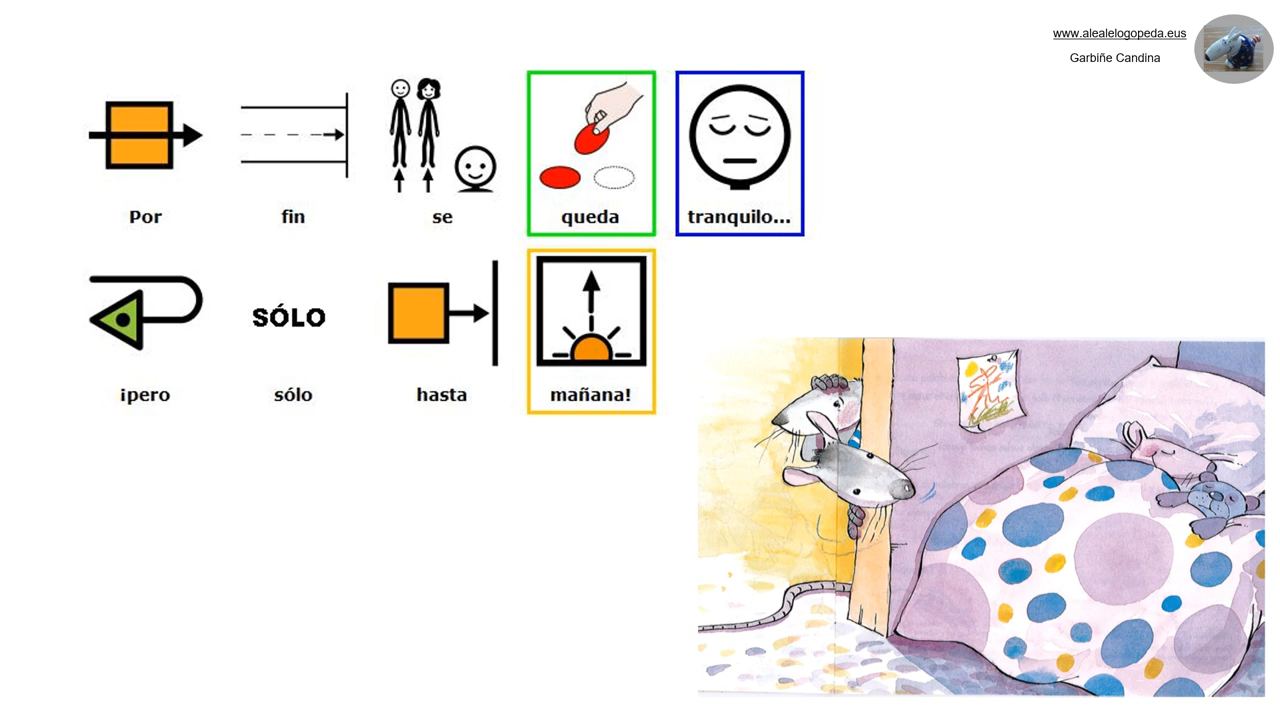 www.alealelogopeda.eus
Garbiñe Candina
Por fin se queda tranquilo...
SÓLO
¡pero sólo hasta mañana!